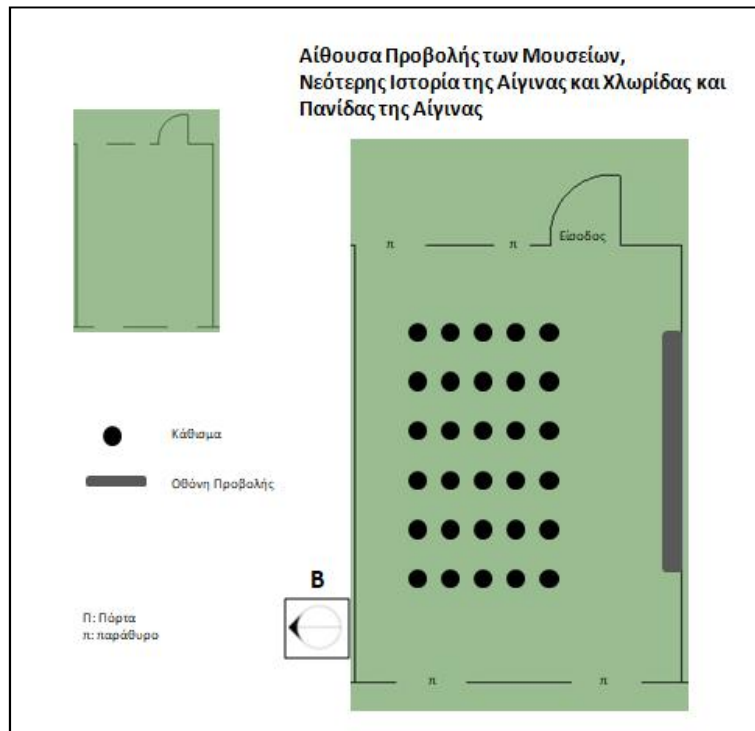 Αίθουσα Προβολής των Μουσείων,
Νεότερης Ιστορία της Αίγινας και Χλωρίδας και
Πανίδας της Αίγινας
π
π
Είσοδος
Κάθισμα
Οθόνη Προβολής
Β
Π: Πόρτα
π: παράθυρο
π
π